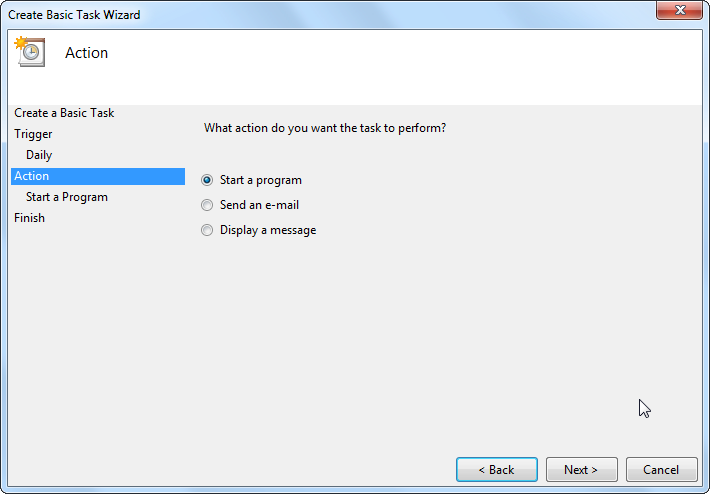 Create Basic Task Wizard
Action
Create a Basic Task
Trigger
Daily
Action
Start a Program
Finish
What action do you want the task to perform?
Start a program
Send an e-mail
Display a message
< Back
Next >
Cancel